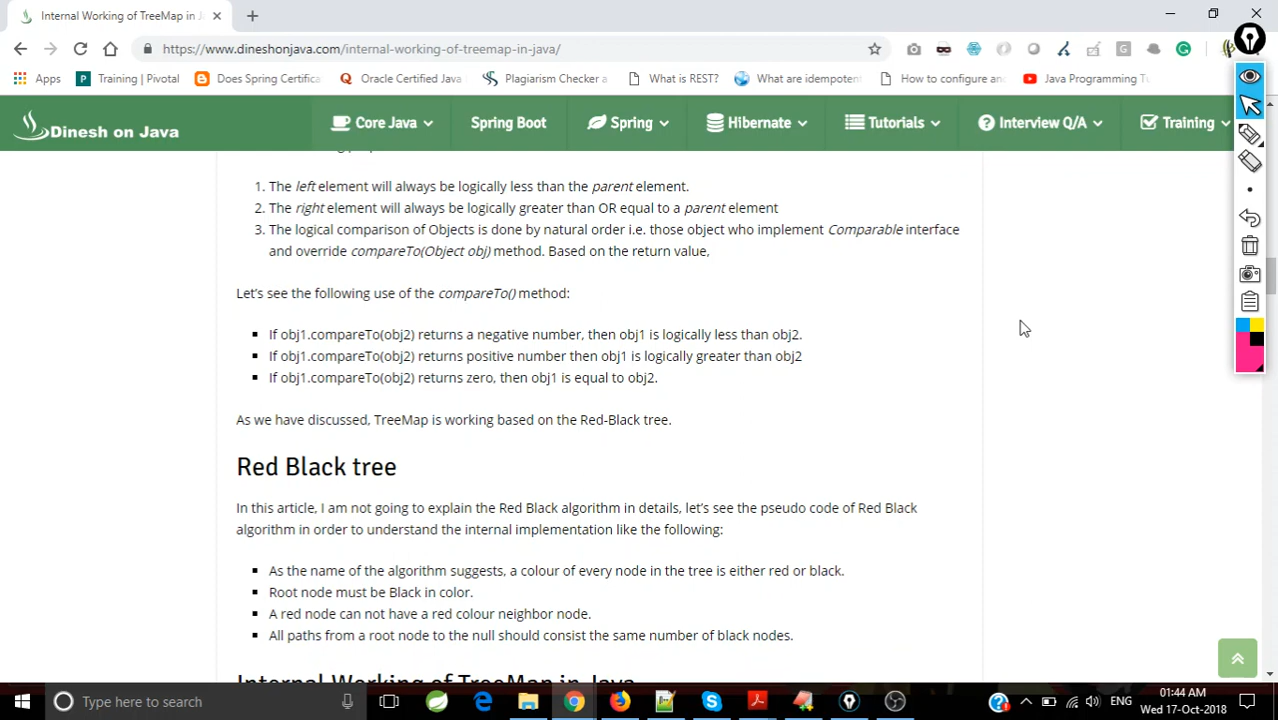 Internal Working of TreeMap in J
https://www.dineshonjava.com/internal-working-of-treemap-in-java/
Apps
Training | Pivotal
Does Spring Certifica
Oracle Certified Java
Plagiarism Checker a
What is REST?
What are idempotent
How to configure and
Java Programming Tu
Dinesh on Java
Core Java
Spring Boot
Spring
Hibernate
Tutorials
Interview Q/A
Training
1. The left element will always be logically less than the parent element.
2. The right element will always be logically greater than OR equal to a parent element
3. The logical comparison of Objects is done by natural order i.e. those object who implement Comparable interface
and override compareTo(Object obj) method. Based on the return value,
Let's see the following use of the compareTo() method:
If obj1.compareTo(obj2) returns a negative number, then obj1 is logically less than obj2.
If obj1.compareTo(obj2) returns positive number then obj1 is logically greater than obj2
If obj1.compareTo(obj2) returns zero, then obj1 is equal to obj2.
As we have discussed, TreeMap is working based on the Red-Black tree.
Red Black tree
In this article, I am not going to explain the Red Black algorithm in details, let's see the pseudo code of Red Black
algorithm in order to understand the internal implementation like the following:
As the name of the algorithm suggests, a colour of every node in the tree is either red or black.
Root node must be Black in color.
A red node can not have a red colour neighbor node.
All paths from a root node to the null should consist the same number of black nodes.
Internal Working of TreeMap in Java
Type here to search
ENG
01:44 AM
Wed 17-Oct-2018